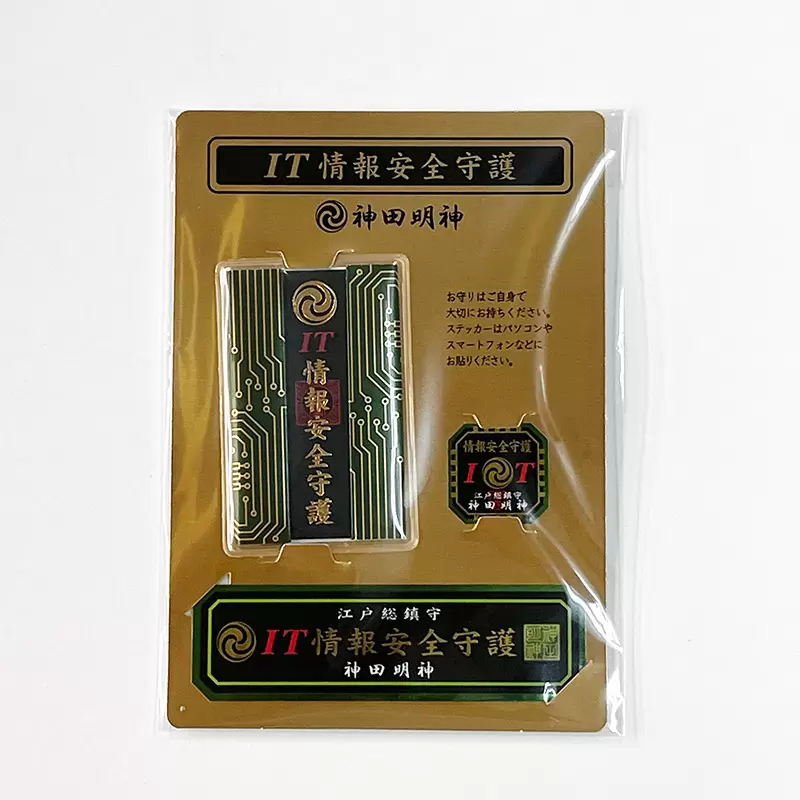 IT 情報安全守護
神田明神
お守りはご自身で
大切にお持ちください。
ステッカーはパソコンや
スマートフォンなどに
お貼りください。
IT
情報安全守護
情報安全守護
I T
江戸総鎮守
神田明神
江戸総鎮守
IT情報安全守護
神田明神